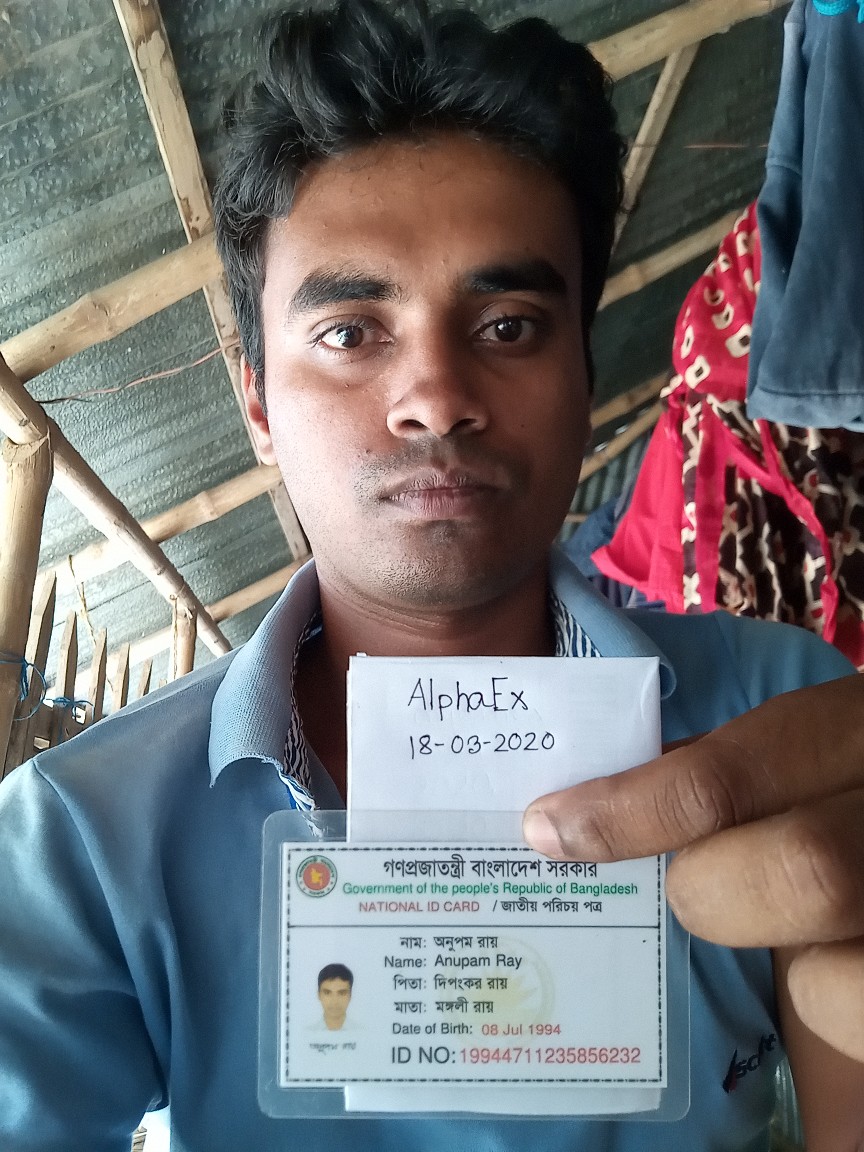 AlphaEx
18-03-2020
গণপ্রজাতন্ত্রী বাংলাদেশ সরকার
Government of the people's Republic of Bangladesh
NATIONAL ID CARD / জাতীয় পরিচয় পত্র
নাম: অনুপম রায়
Name: Anupam Ray
পিতা: দিপংকর রায়
মাতা: মঙ্গলী রায়
Date of Birth: 08 Jul 1994
ID NO: 19944711235856232